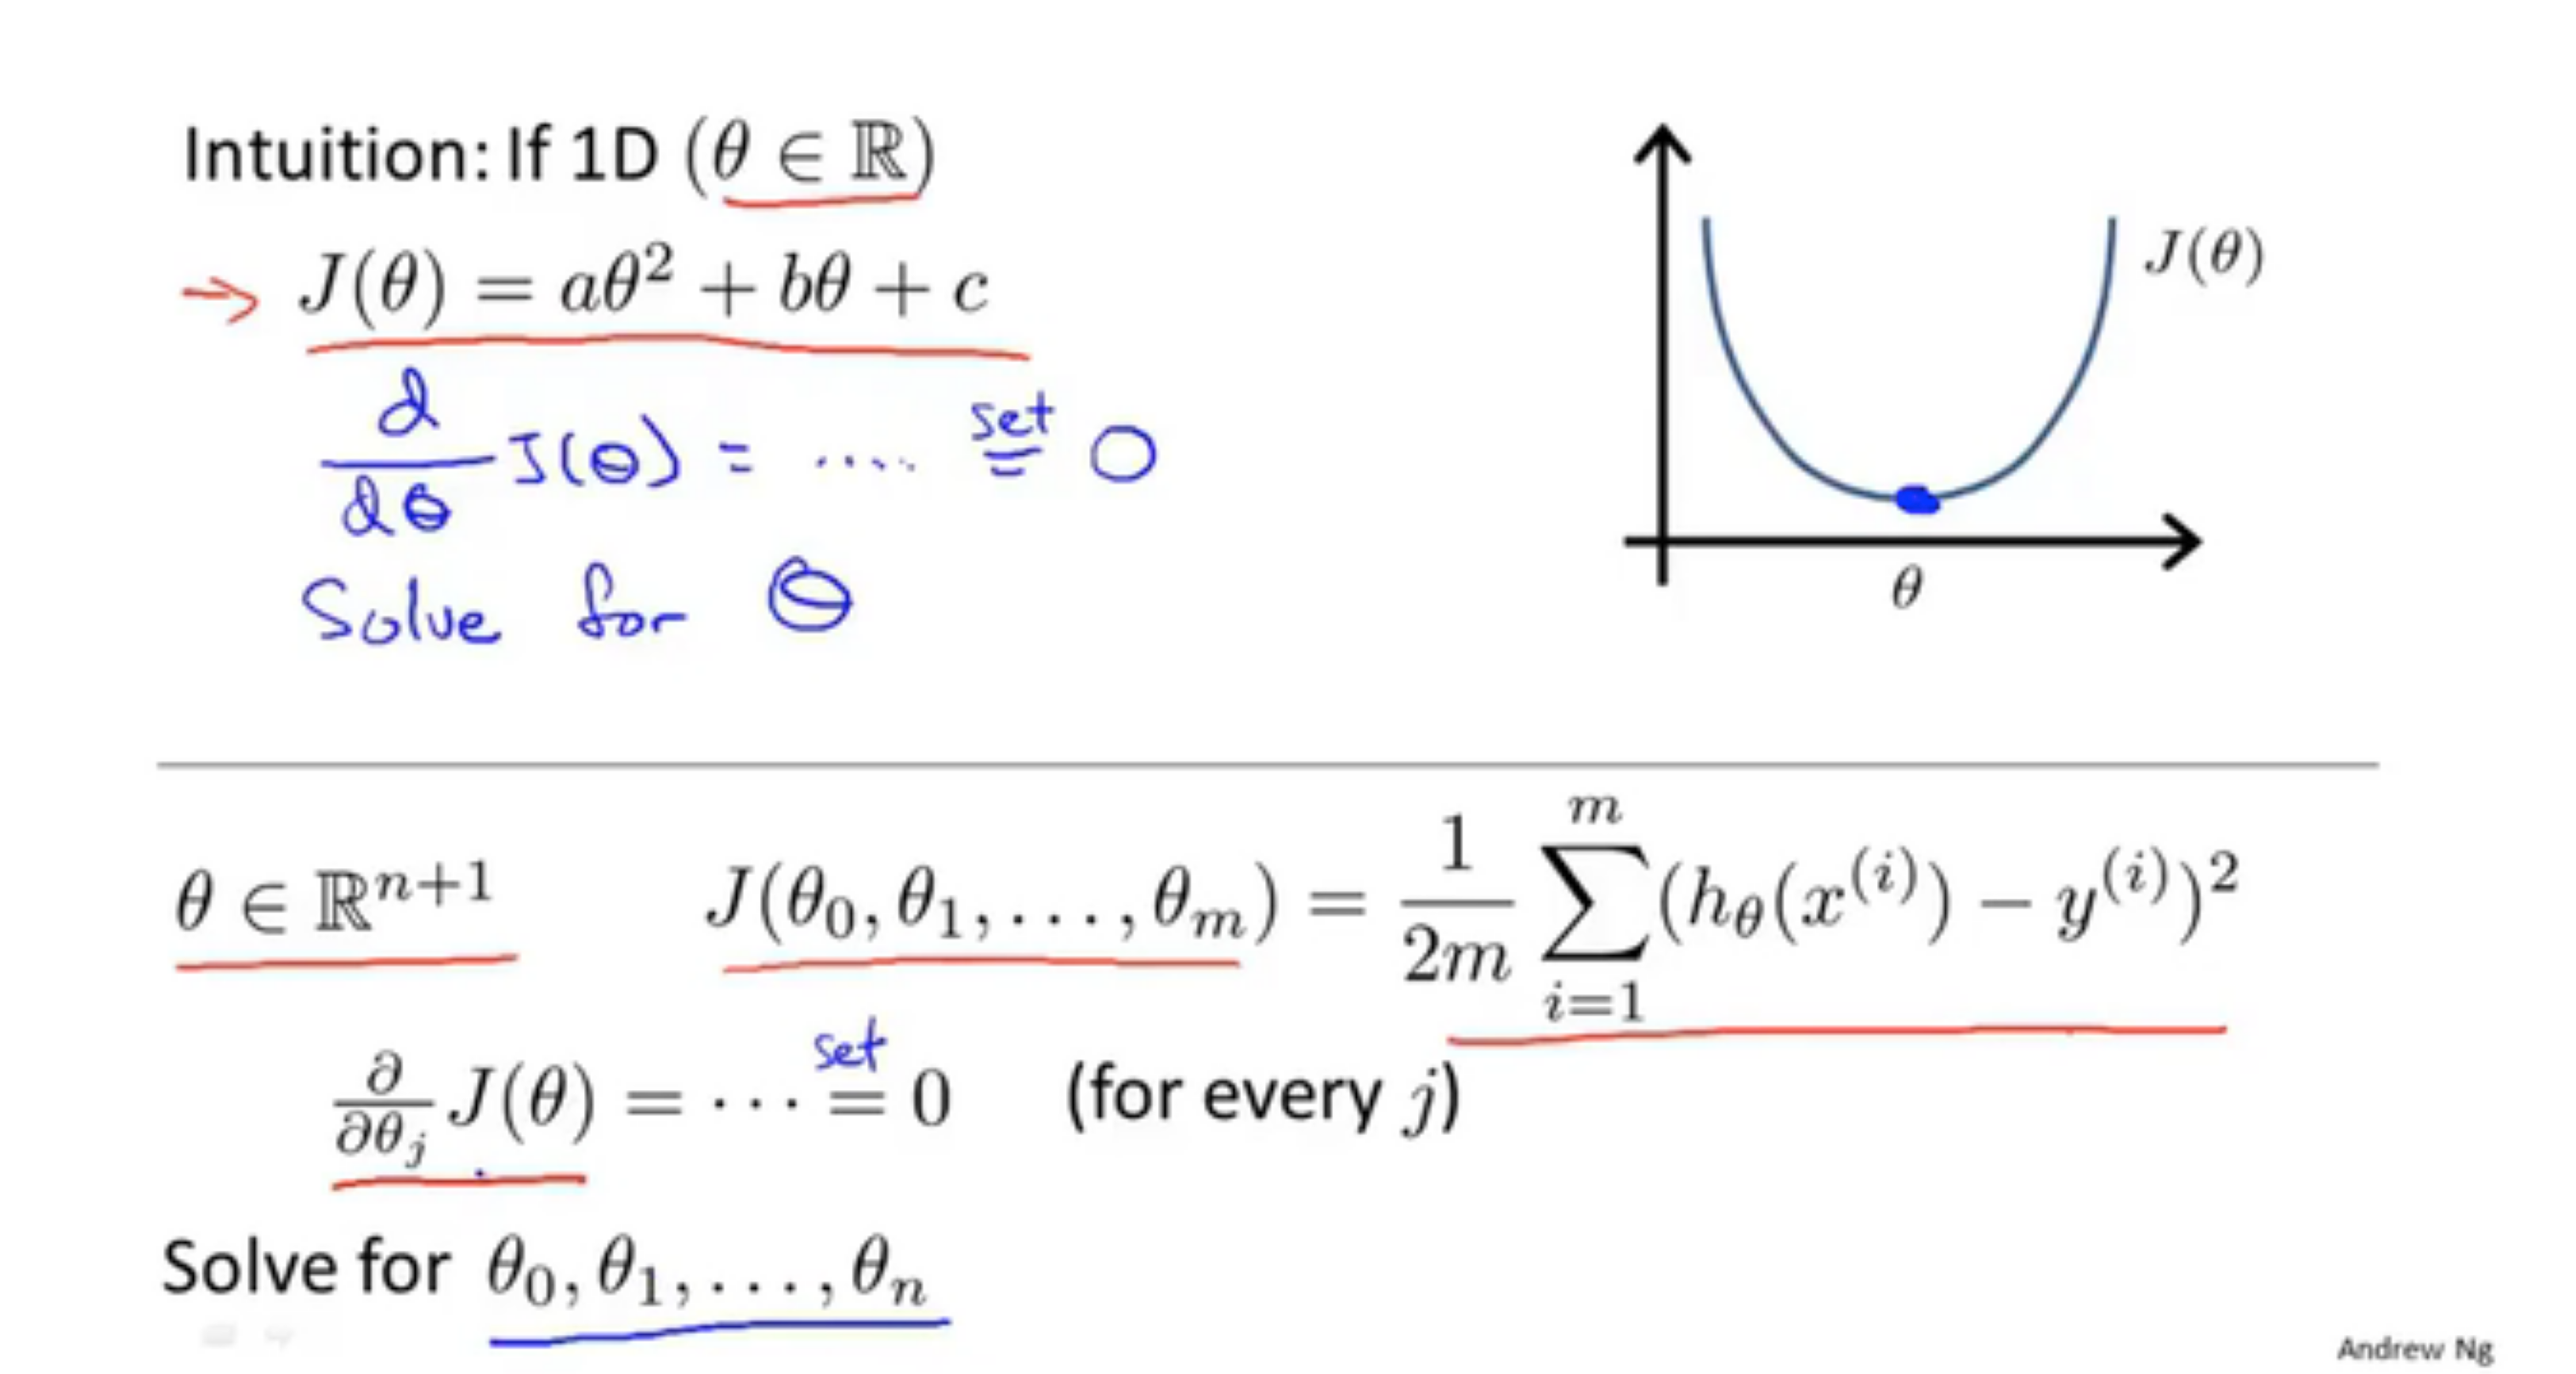 Intuition: If 1D (θ ∈ ℝ)
→ J(θ) = aθ² + bθ + c
d/dθ J(θ) = .... set = 0
Solve for θ
J(θ)
θ
θ ∈ ℝⁿ⁺¹ J(θ₀, θ₁, . . . , θₘ) = 1/2m ∑ᵢ₌₁ᵐ (h_θ(x⁽ⁱ⁾) − y⁽ⁱ⁾)²
∂/∂θⱼ J(θ) = · · · set = 0 (for every j)
Solve for θ₀, θ₁, . . . , θₙ
Andrew Ng